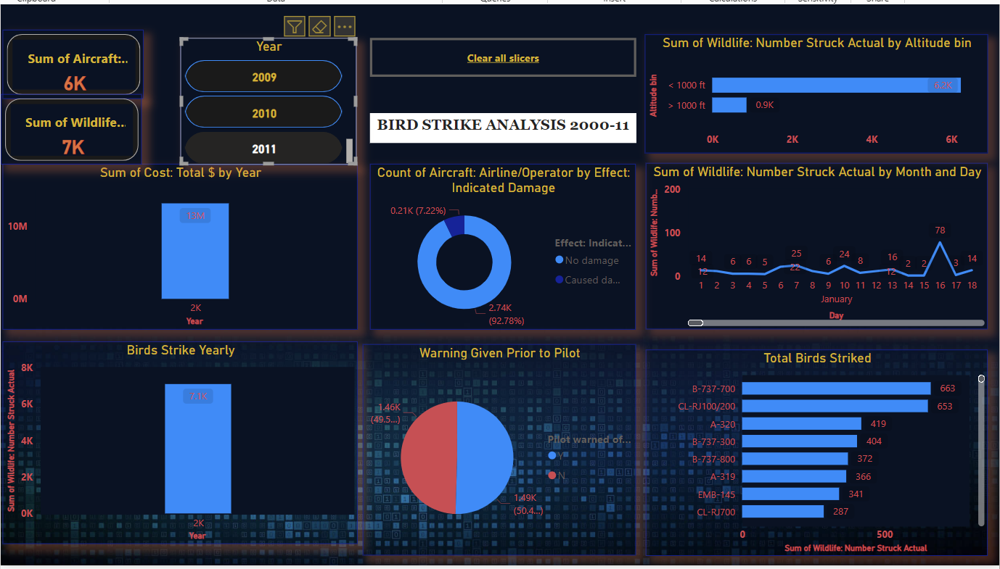 Clipboard
Data
Queries
Insert
Calculations
Sensitivity
Share
Sum of Aircraft:...
6K
Sum of Wildlife...
7K
Year
2009
2010
2011
Clear all slicers
BIRD STRIKE ANALYSIS 2000-11
Sum of Wildlife: Number Struck Actual by Altitude bin
Altitude bin
< 1000 ft
6.2K
> 1000 ft
0.9K
0K 2K 4K 6K
Sum of Cost: Total $ by Year
10M
0M
13M
2K
Year
Count of Aircraft: Airline/Operator by Effect:
Indicated Damage
0.21K (7.22%)
2.74K
(92.78%)
Effect: Indicat...
No damage
Caused da...
Sum of Wildlife: Number Struck Actual by Month and Day
Sum of Wildlife: Numb...
200
100
0
14 12 6 6 5 25 22 6 24 8 16 12 2 2 78 3 14
1 2 3 4 5 6 7 8 9 10 11 12 13 14 15 16 17 18
January
Day
Birds Strike Yearly
Sum of Wildlife: Number Struck Actual
8K
6K
4K
2K
0K
7.1K
2K
Year
Warning Given Prior to Pilot
1.46K
(49.5...)
1.49K
(50.4...)
Pilot warned of...
Y
N
Total Birds Striked
B-737-700 663
CL-RJ100/200 653
A-320 419
B-737-300 404
B-737-800 372
A-319 366
EMB-145 341
CL-RJ700 287
0 500
Sum of Wildlife: Number Struck Actual